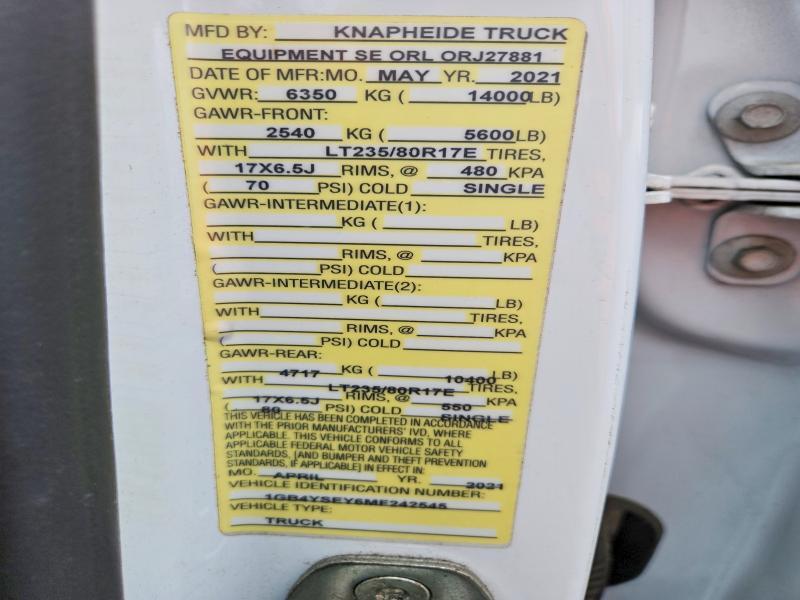 MFD BY: KNAPHEIDE TRUCK
EQUIPMENT SE ORL ORJ27881
DATE OF MFR:MO. MAY YR. 2021
GVWR: 6350 KG ( 14000LB)
GAWR-FRONT:
2540 KG ( 5600LB)
WITH LT235/80R17E TIRES,
17X6.5J RIMS, @ 480 KPA
( 70 PSI) COLD SINGLE
GAWR-INTERMEDIATE(1):
KG ( LB)
WITH TIRES,
RIMS, @ KPA
( PSI) COLD
GAWR-INTERMEDIATE(2):
KG ( LB)
WITH TIRES,
RIMS, @ KPA
( PSI) COLD
GAWR-REAR:
4717 KG ( 10400 LB)
WITH LT235/80R17E TIRES,
17X6.5J RIMS, @ 550 KPA
( 80 PSI) COLD SINGLE
THIS VEHICLE HAS BEEN COMPLETED IN ACCORDANCE
WITH THE PRIOR MANUFACTURERS' IVD, WHERE
APPLICABLE. THIS VEHICLE CONFORMS TO ALL
APPLICABLE FEDERAL MOTOR VEHICLE SAFETY
STANDARDS, [AND BUMPER AND THEFT PREVENTION
STANDARDS, IF APPLICABLE] IN EFFECT IN:
MO. APRIL YR. 2021
VEHICLE IDENTIFICATION NUMBER:
1GB4YSEY6MF242545
VEHICLE TYPE:
TRUCK